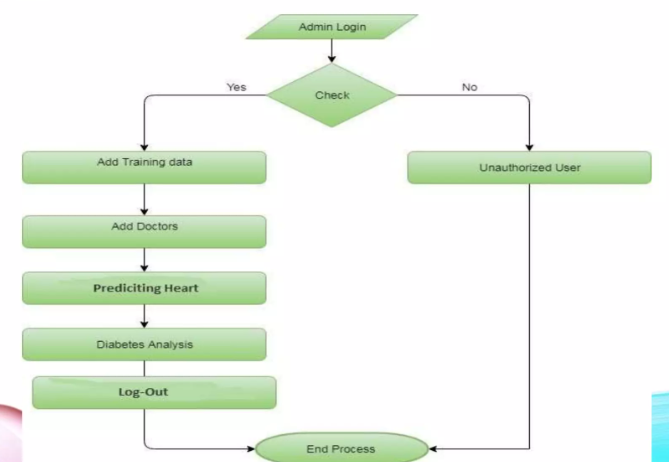 Admin Login
Check
Yes
No
Add Training data
Unauthorized User
Add Doctors
Prediciting Heart
Diabetes Analysis
Log-Out
End Process